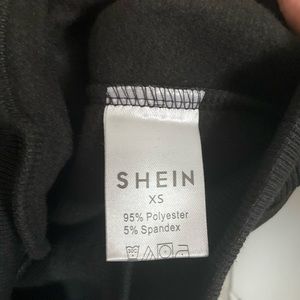 SHEIN
XS
95% Polyester
5% Spandex